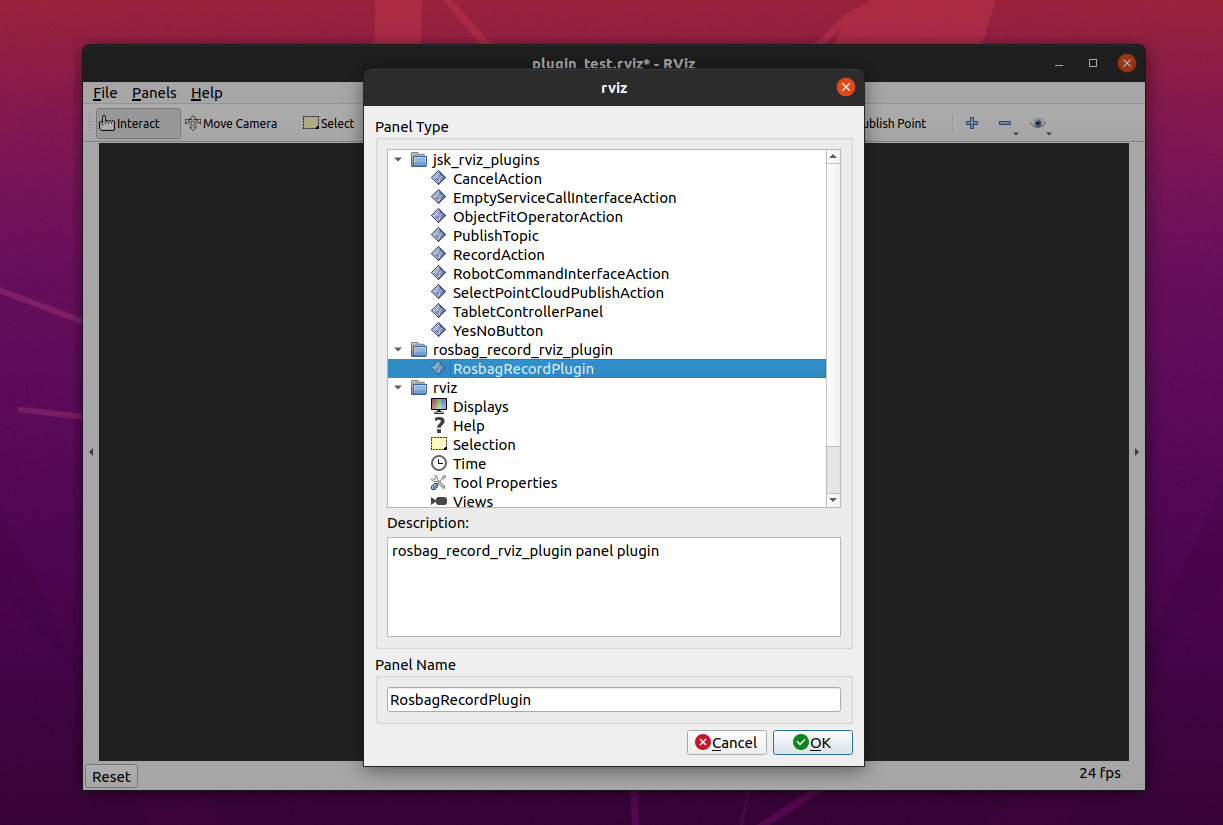 plugin_test.rviz* - RViz
rviz
File Panels Help
Interact Move Camera Select ublish Point
Panel Type
jsk_rviz_plugins
CancelAction
EmptyServiceCallInterfaceAction
ObjectFitOperatorAction
PublishTopic
RecordAction
RobotCommandInterfaceAction
SelectPointCloudPublishAction
TabletControllerPanel
YesNoButton
rosbag_record_rviz_plugin
RosbagRecordPlugin
rviz
Displays
Help
Selection
Time
Tool Properties
Views
Description:
rosbag_record_rviz_plugin panel plugin
Panel Name
RosbagRecordPlugin
Cancel OK
Reset 24 fps